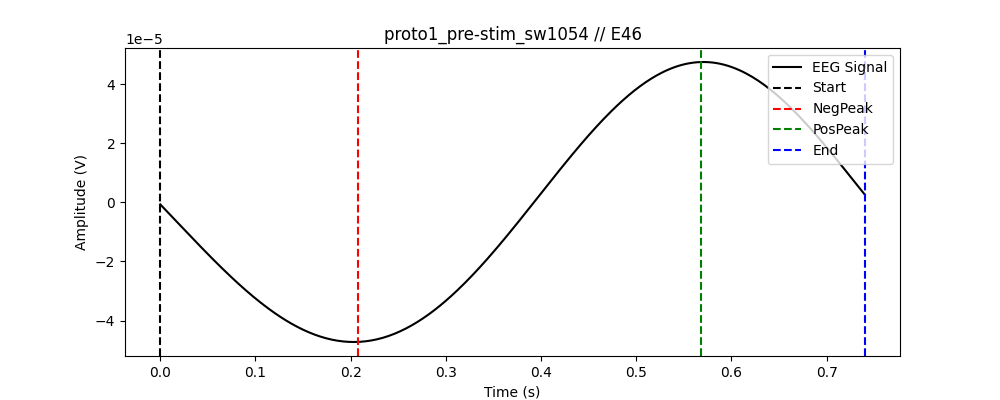 proto1_pre-stim_sw1054 // E46
1e−5
EEG Signal
Start
NegPeak
PosPeak
End
Amplitude (V)
4
2
0
−2
−4
0.0 0.1 0.2 0.3 0.4 0.5 0.6 0.7
Time (s)